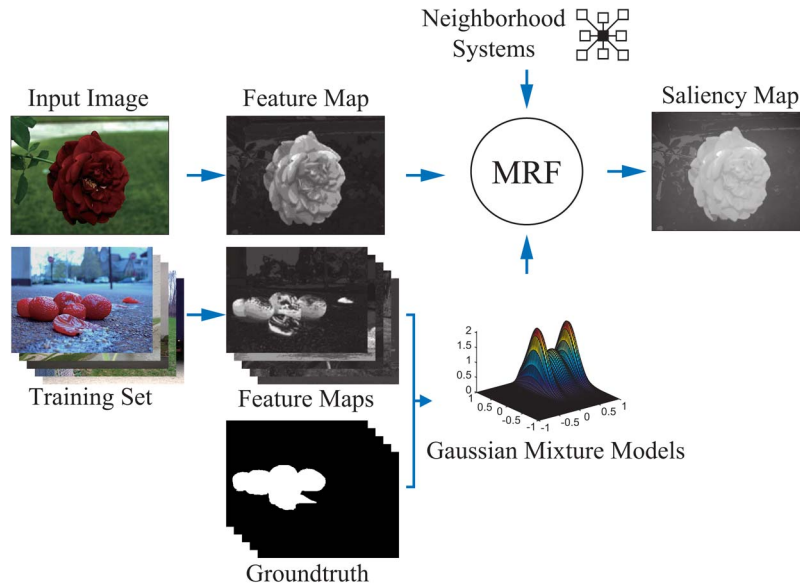 Neighborhood
Systems
Input Image
Feature Map
Saliency Map
MRF
Training Set
Feature Maps
2
1.5
1
0.5
0
1
0.5
0
-0.5
-1
-1
-0.5
0
0.5
1
Gaussian Mixture Models
Groundtruth